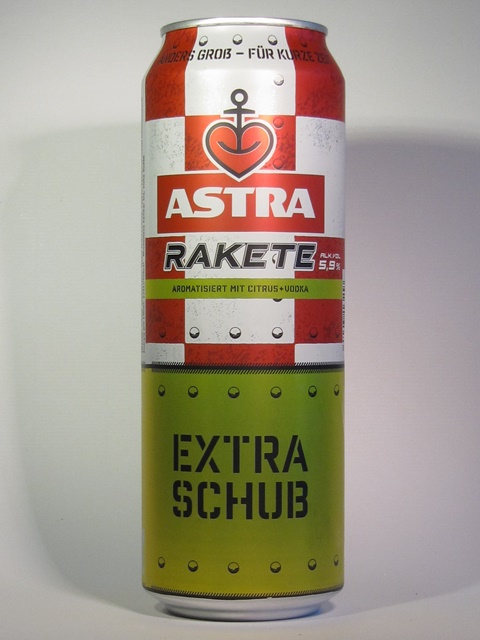 ANDERS GROß – FÜR KURZE ZEIT
ASTRA
RAKETE
ALK.VOL.
5,9%
AROMATISIERT MIT CITRUS+VODKA
EXTRA
SCHUB